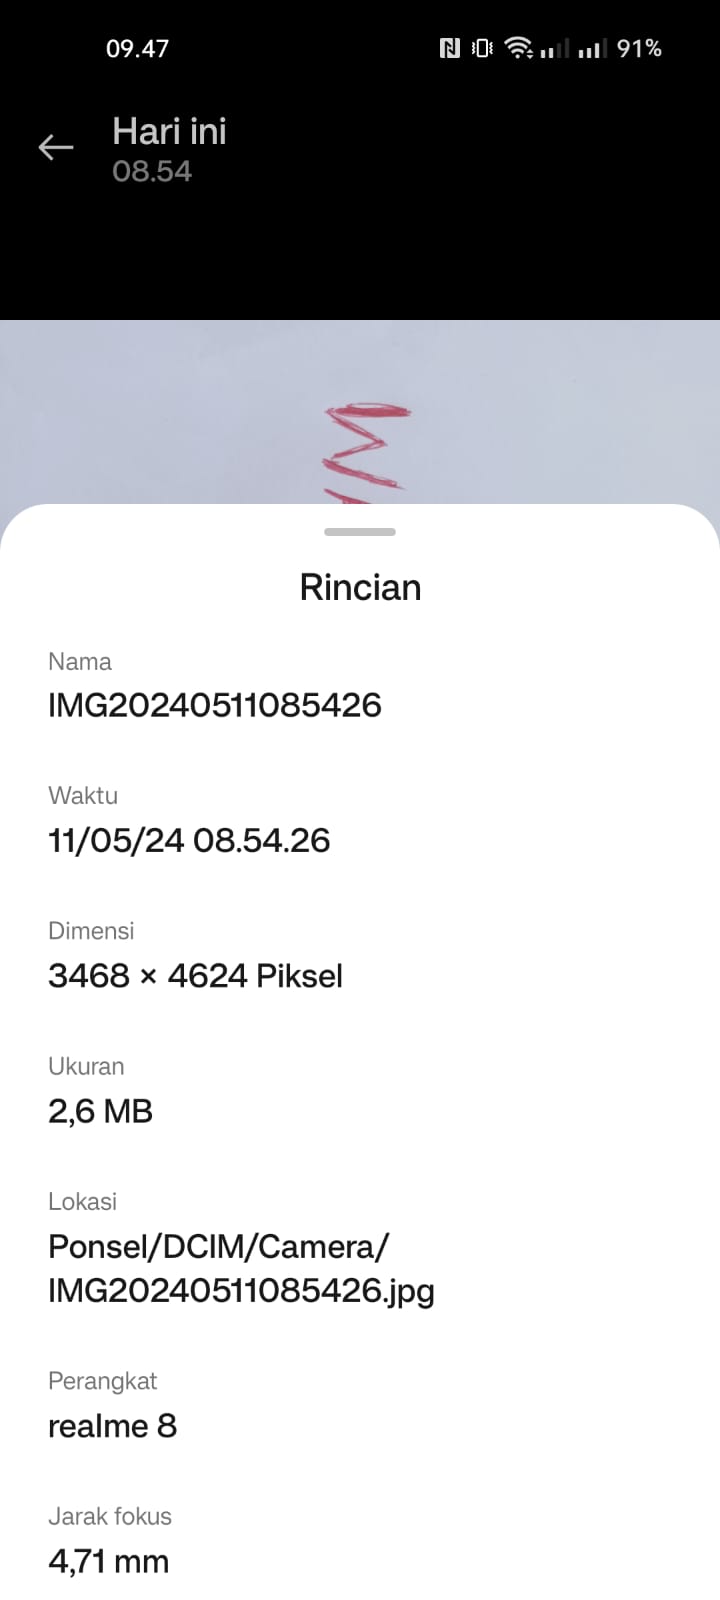 09.47
91%
Hari ini
08.54
Rincian
Nama
IMG20240511085426
Waktu
11/05/24 08.54.26
Dimensi
3468 × 4624 Piksel
Ukuran
2,6 MB
Lokasi
Ponsel/DCIM/Camera/
IMG20240511085426.jpg
Perangkat
realme 8
Jarak fokus
4,71 mm